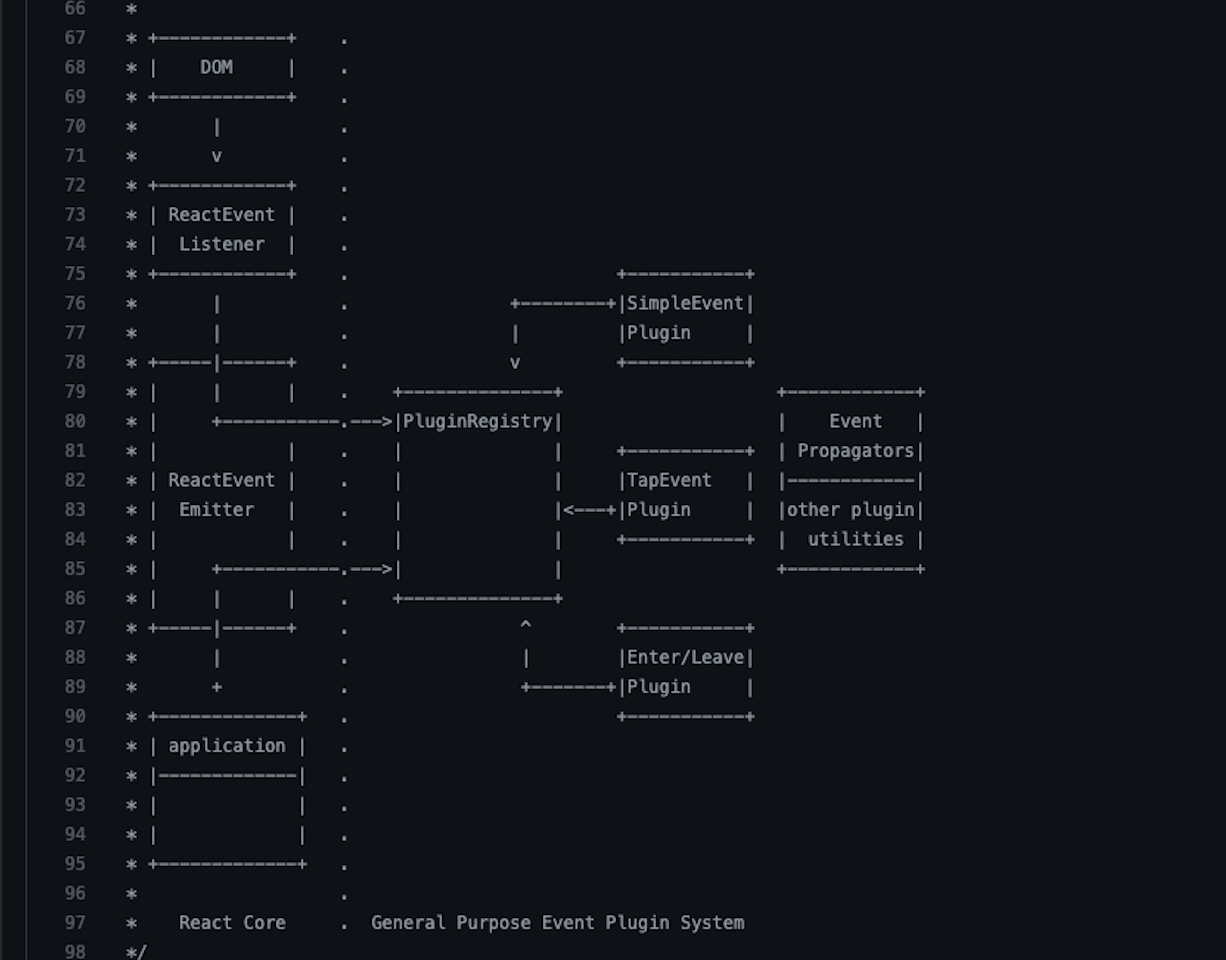 66   *
67   * +------------+    .
68   * |    DOM     |    .
69   * +------------+    .
70   *       |           .
71   *       v           .
72   * +------------+    .
73   * | ReactEvent |    .
74   * |  Listener  |    .
75   * +------------+    .                         +-----------+
76   *       |           .               +--------+|SimpleEvent|
77   *       |           .               |         |Plugin     |
78   * +-----|------+    .               v         +-----------+
79   * |     |      |    .    +--------------+                    +------------+
80   * |     +-----------.--->|PluginRegistry|                    |    Event   |
81   * |            |    .    |              |     +-----------+  | Propagators|
82   * | ReactEvent |    .    |              |     |TapEvent   |  |------------|
83   * |  Emitter   |    .    |              |<---+|Plugin     |  |other plugin|
84   * |            |    .    |              |     +-----------+  |  utilities |
85   * |     +-----------.--->|              |                    +------------+
86   * |     |      |    .    +--------------+
87   * +-----|------+    .                ^        +-----------+
88   *       |           .                |        |Enter/Leave|
89   *       +           .                +-------+|Plugin     |
90   * +-------------+   .                         +-----------+
91   * | application |   .
92   * |-------------|   .
93   * |             |   .
94   * |             |   .
95   * +-------------+   .
96   *                   .
97   *    React Core     .  General Purpose Event Plugin System
98   */